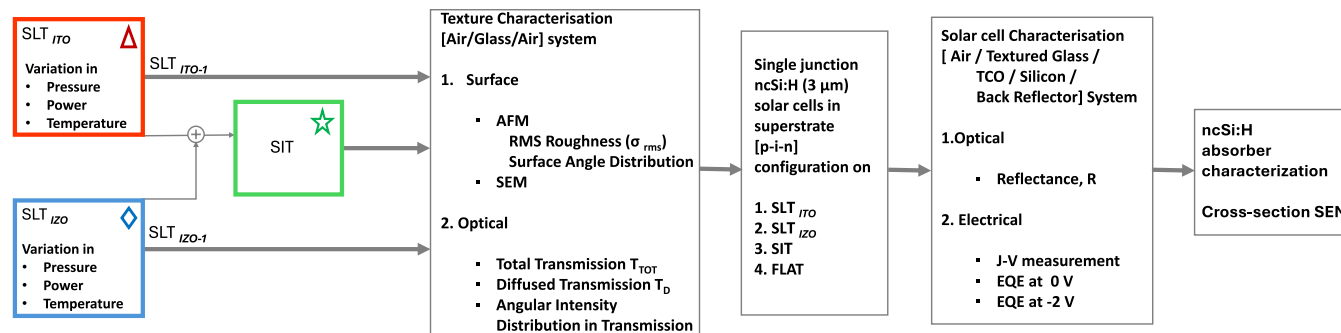 SLT ITO
Variation in
• Pressure
• Power
• Temperature
SLT ITO-1
SIT
SLT IZO
Variation in
• Pressure
• Power
• Temperature
SLT IZO-1
Texture Characterisation
[Air/Glass/Air] system
1. Surface
▪ AFM
RMS Roughness (σ rms)
Surface Angle Distribution
▪ SEM
2. Optical
▪ Total Transmission TTOT
▪ Diffused Transmission TD
▪ Angular Intensity
Distribution in Transmission
Single junction
ncSi:H (3 µm)
solar cells in
superstrate
[p-i-n]
configuration on
1. SLT ITO
2. SLT IZO
3. SIT
4. FLAT
Solar cell Characterisation
[ Air / Textured Glass /
TCO / Silicon /
Back Reflector] System
1.Optical
▪ Reflectance, R
2. Electrical
▪ J-V measurement
▪ EQE at 0 V
▪ EQE at -2 V
ncSi:H
absorber
characterization
Cross-section SEN